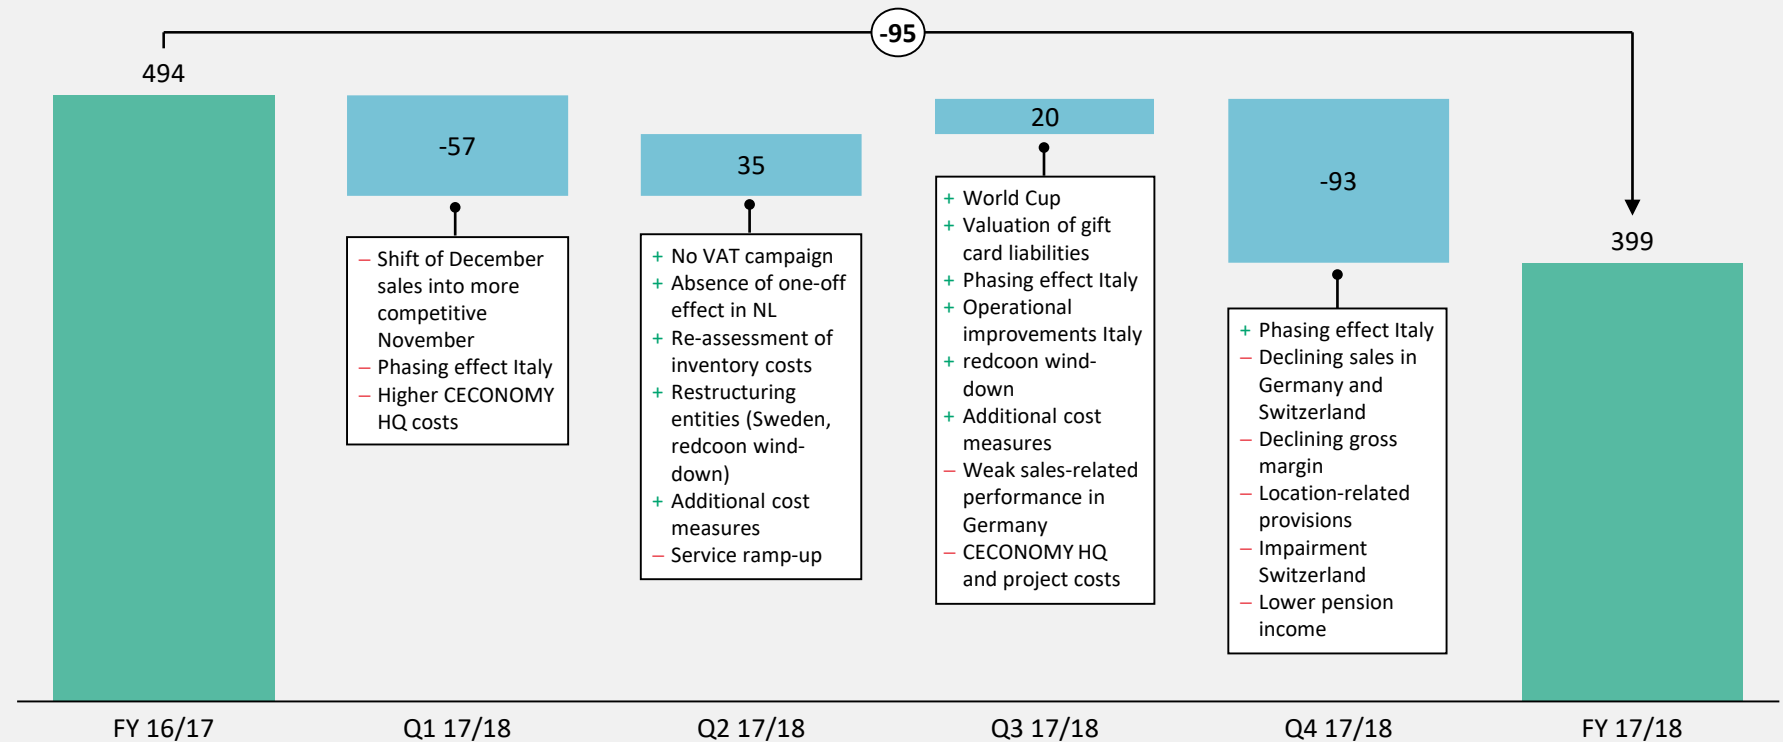 -95
494
-57
35
20
-93
399
– Shift of December
sales into more
competitive
November
– Phasing effect Italy
– Higher CECONOMY
HQ costs
+ No VAT campaign
+ Absence of one-off
effect in NL
+ Re-assessment of
inventory costs
+ Restructuring
entities (Sweden,
redcoon wind-
down)
+ Additional cost
measures
– Service ramp-up
+ World Cup
+ Valuation of gift
card liabilities
+ Phasing effect Italy
+ Operational
improvements Italy
+ redcoon wind-
down
+ Additional cost
measures
– Weak sales-related
performance in
Germany
– CECONOMY HQ
and project costs
+ Phasing effect Italy
– Declining sales in
Germany and
Switzerland
– Declining gross
margin
– Location-related
provisions
– Impairment
Switzerland
– Lower pension
income
FY 16/17
Q1 17/18
Q2 17/18
Q3 17/18
Q4 17/18
FY 17/18